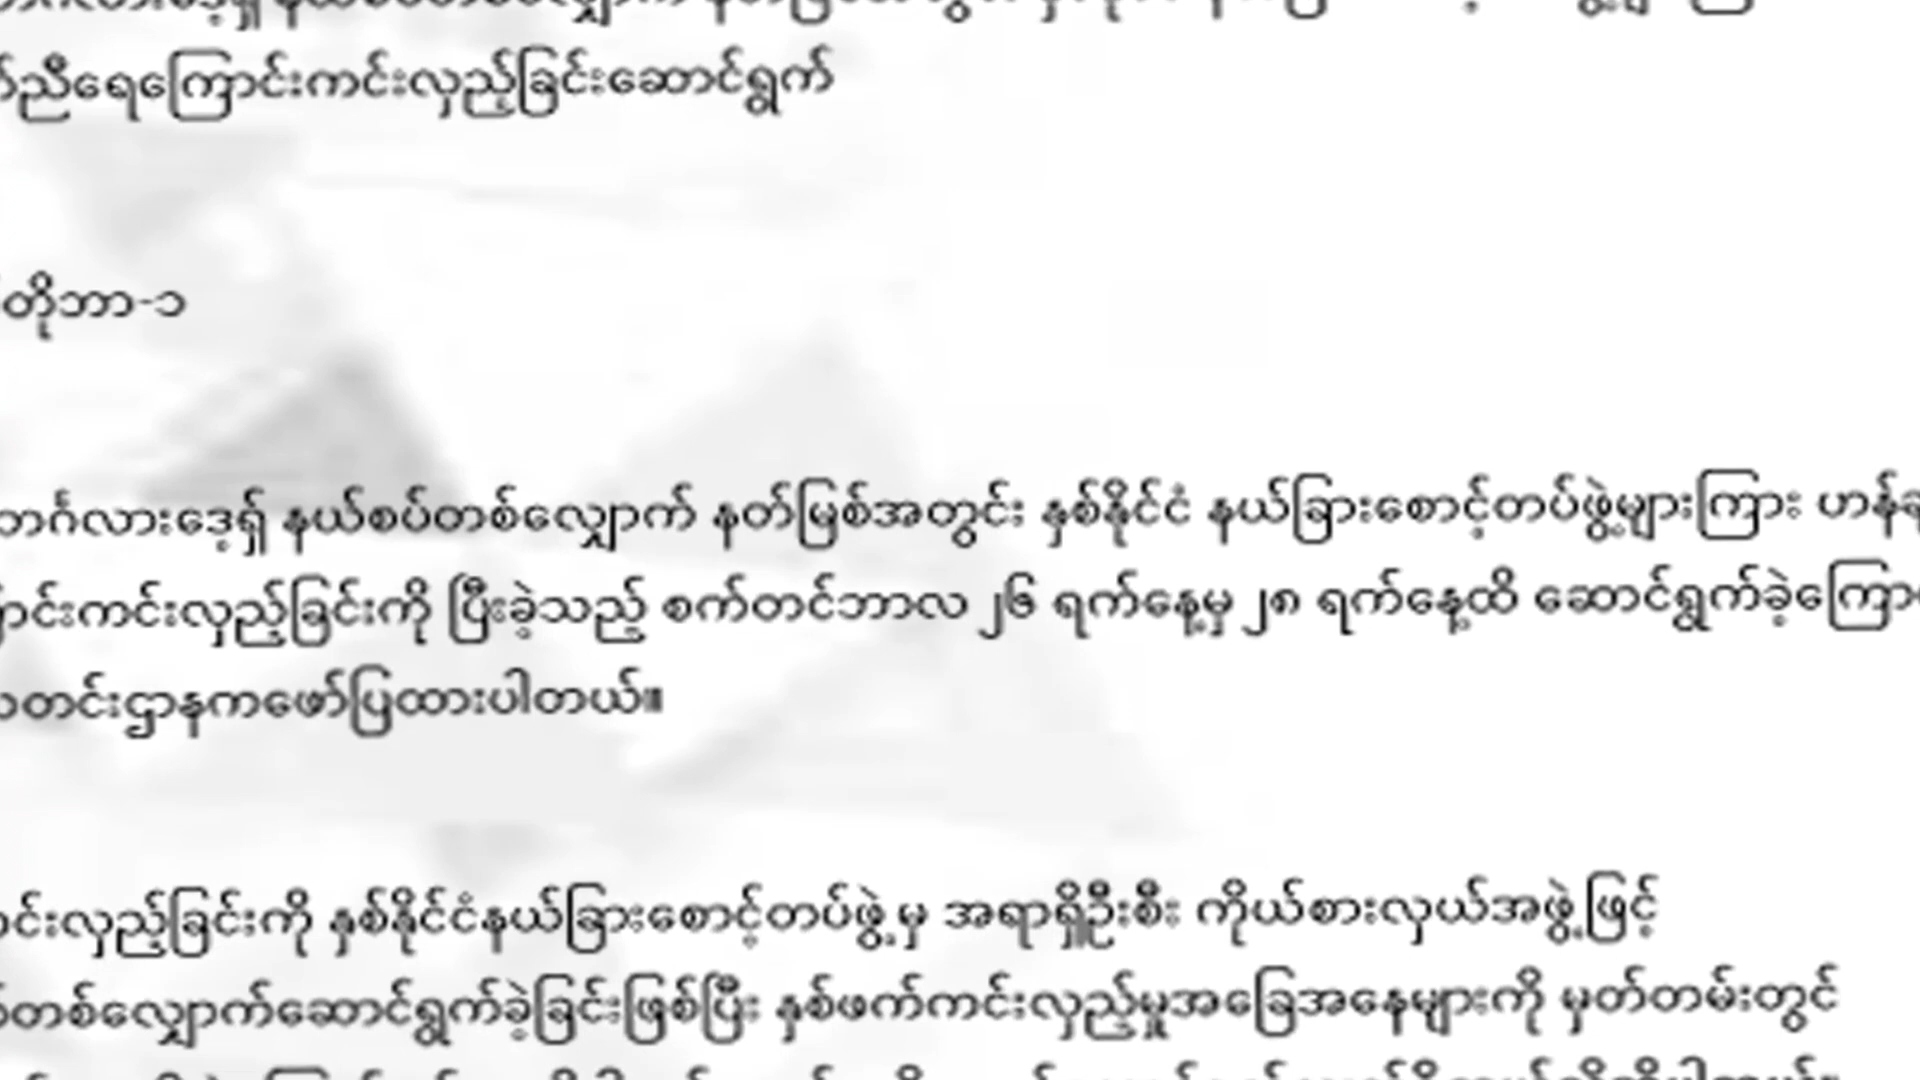 ညီရေကြောင်းကင်းလှည့်ခြင်းဆောင်ရွက်
တိုဘာ-၁
ဘင်္ဂလားဒေ့ရှ် နယ်စပ်တစ်လျှောက် နတ်မြစ်အတွင်း နှစ်နိုင်ငံ နယ်ခြားစောင့်တပ်ဖွဲ့များကြား
ကင်းလှည့်ခြင်းကို ပြီးခဲ့သည့် စက်တင်ဘာလ ၂၆ ရက်နေ့မှ ၂၈ ရက်နေ့ထိ ဆောင်ရွက်ခဲ့ကြော
တင်းဌာနကဖော်ပြထားပါတယ်။
င်းလှည့်ခြင်းကို နှစ်နိုင်ငံနယ်ခြားစောင့်တပ်ဖွဲ့မှ အရာရှိဦးစီး ကိုယ်စားလှယ်အဖွဲ့ဖြင့်
တစ်လျှောက်ဆောင်ရွက်ခဲ့ခြင်းဖြစ်ပြီး နှစ်ဖက်ကင်းလှည့်မှုအခြေအနေများကို မှတ်တမ်းတွင်